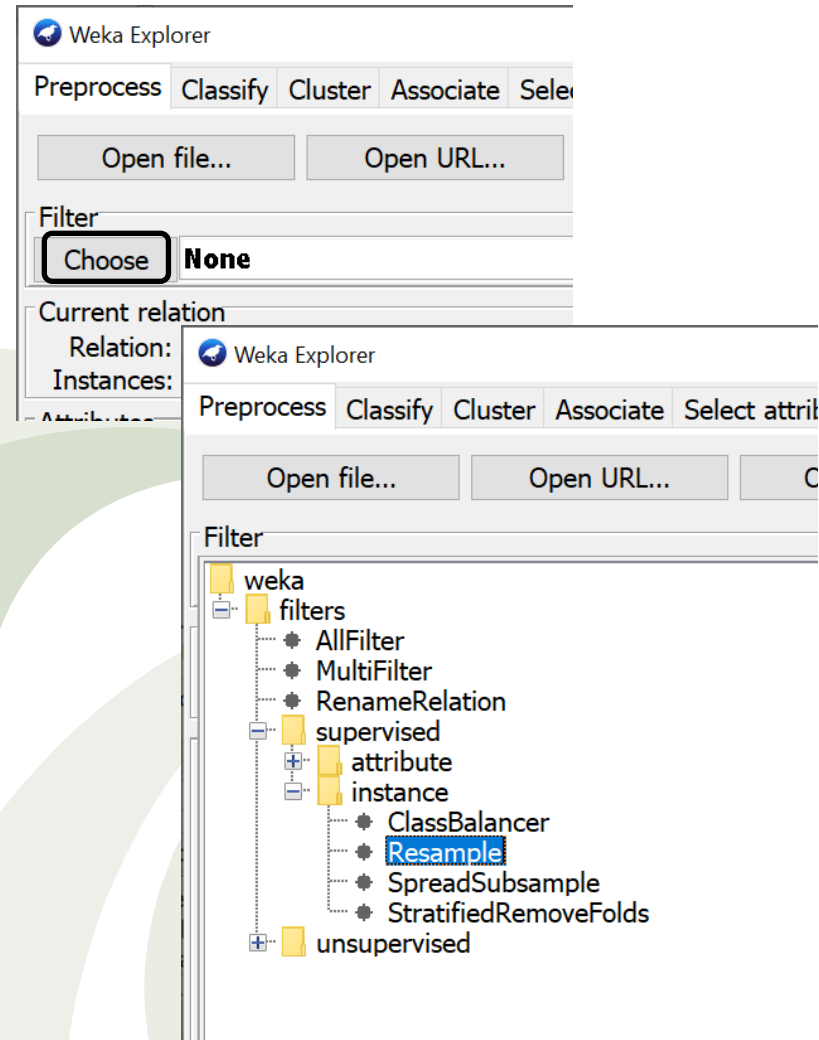 Weka Explorer
Preprocess Classify Cluster Associate
Open file... Open URL...
Filter
Choose None
Current relation
Relation:
Instances:
Weka Explorer
Preprocess Classify Cluster Associate Select
Open file... Open URL...
Filter
weka
filters
AllFilter
MultiFilter
RenameRelation
supervised
attribute
instance
ClassBalancer
Resample
SpreadSubsample
StratifiedRemoveFolds
unsupervised